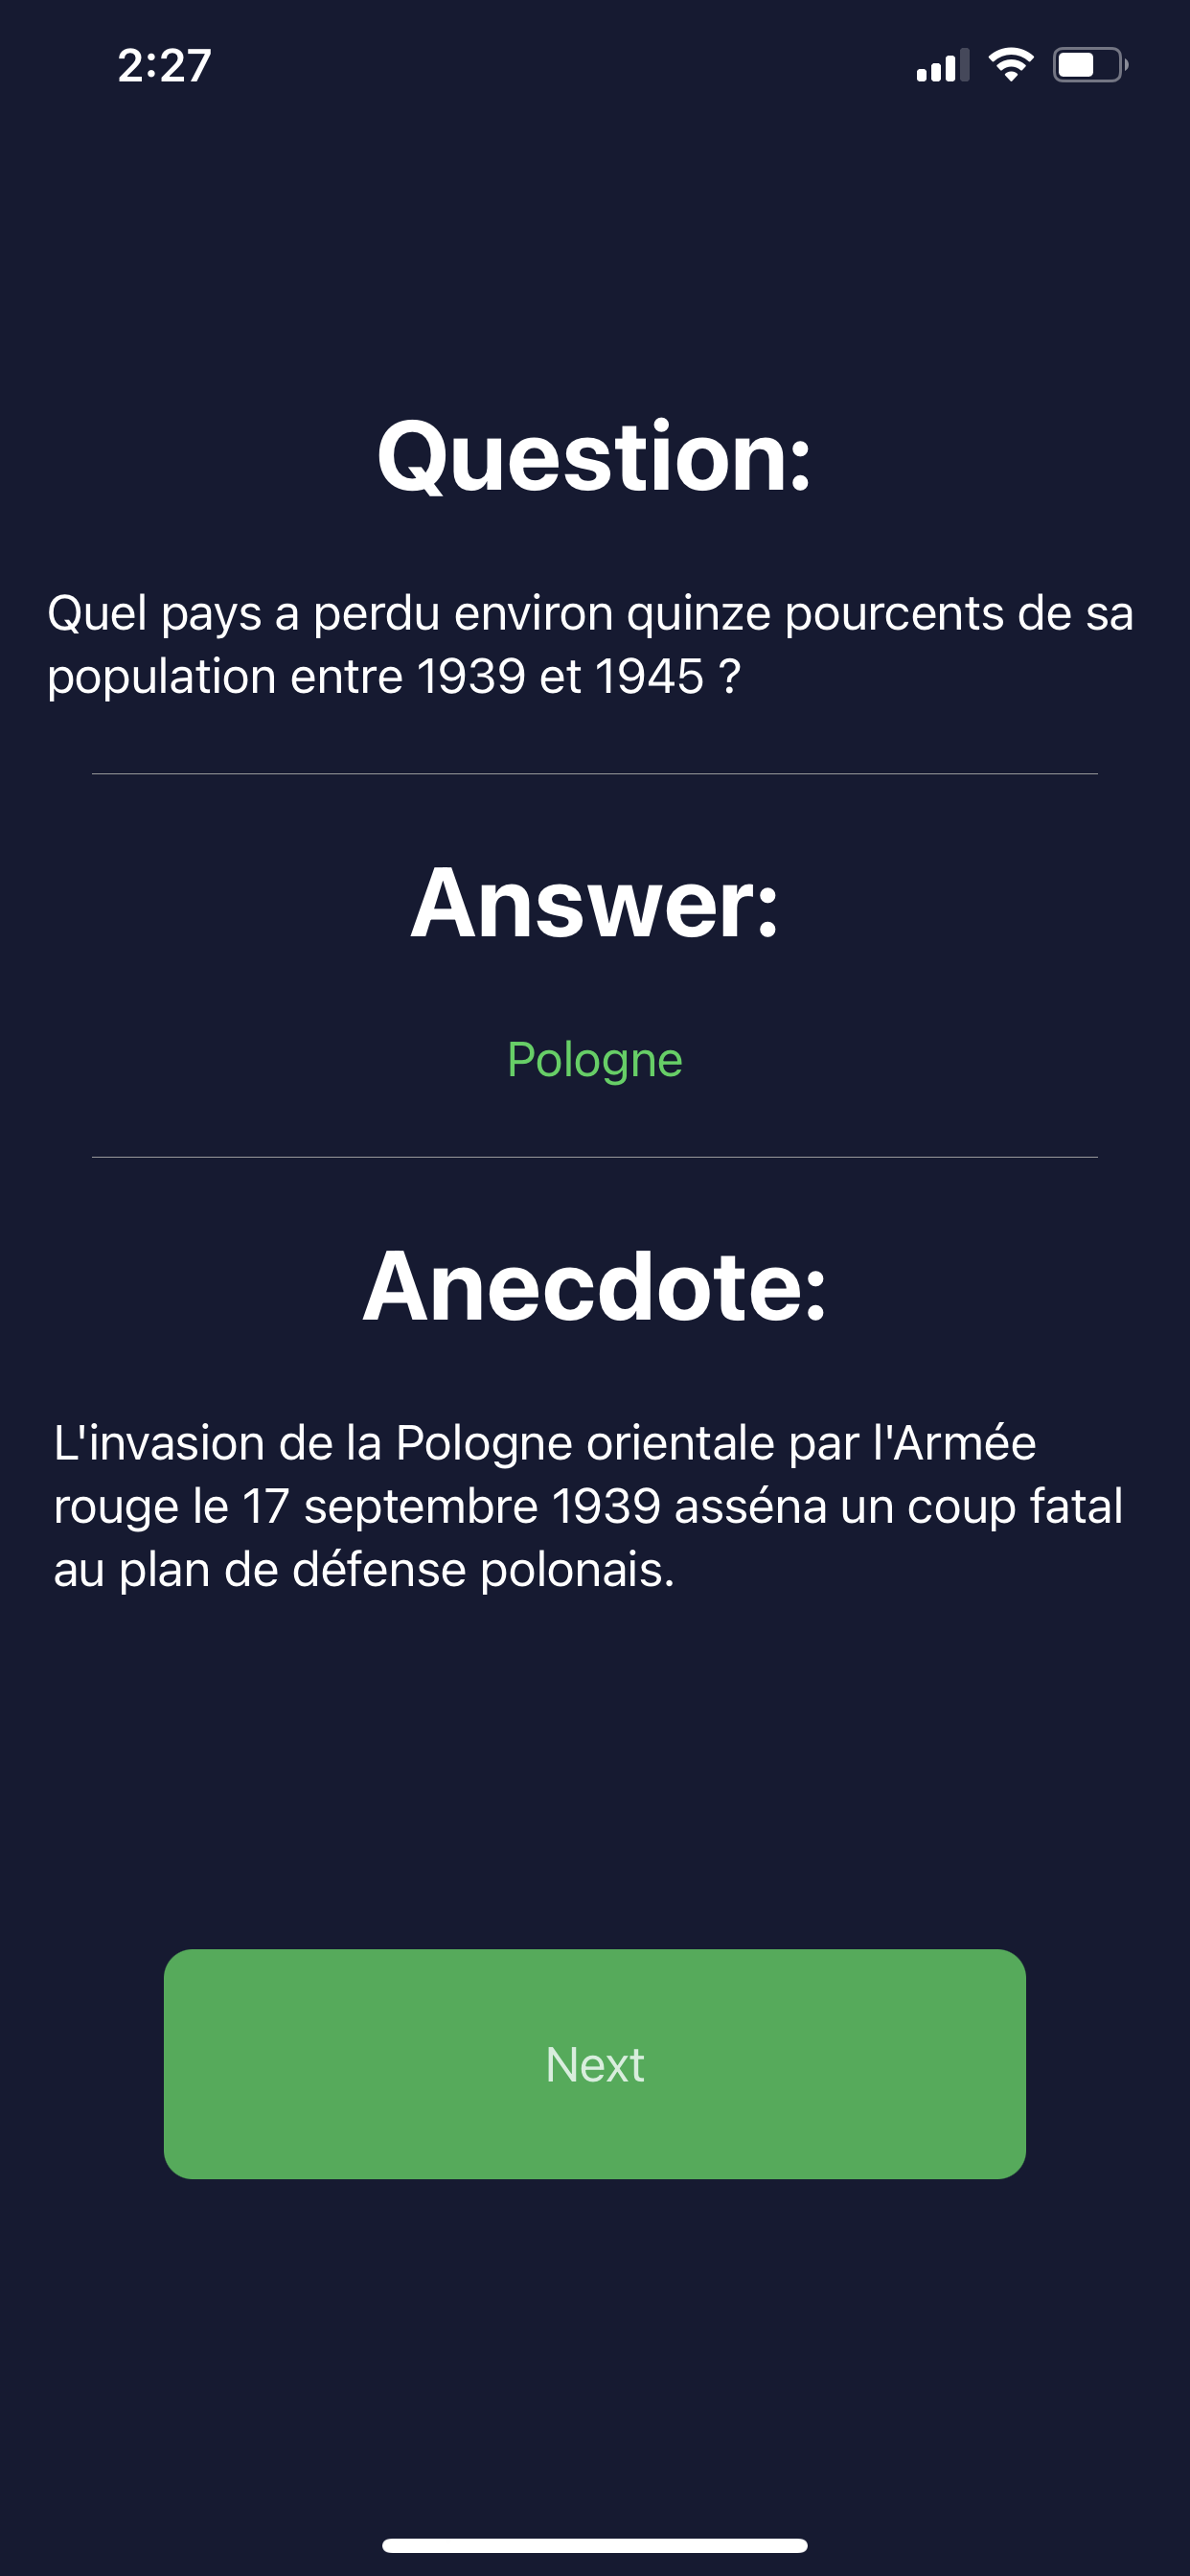 2:27
Question:
Quel pays a perdu environ quinze pourcents de sa
population entre 1939 et 1945 ?
Answer:
Pologne
Anecdote:
L'invasion de la Pologne orientale par l'Armée
rouge le 17 septembre 1939 asséna un coup fatal
au plan de défense polonais.
Next